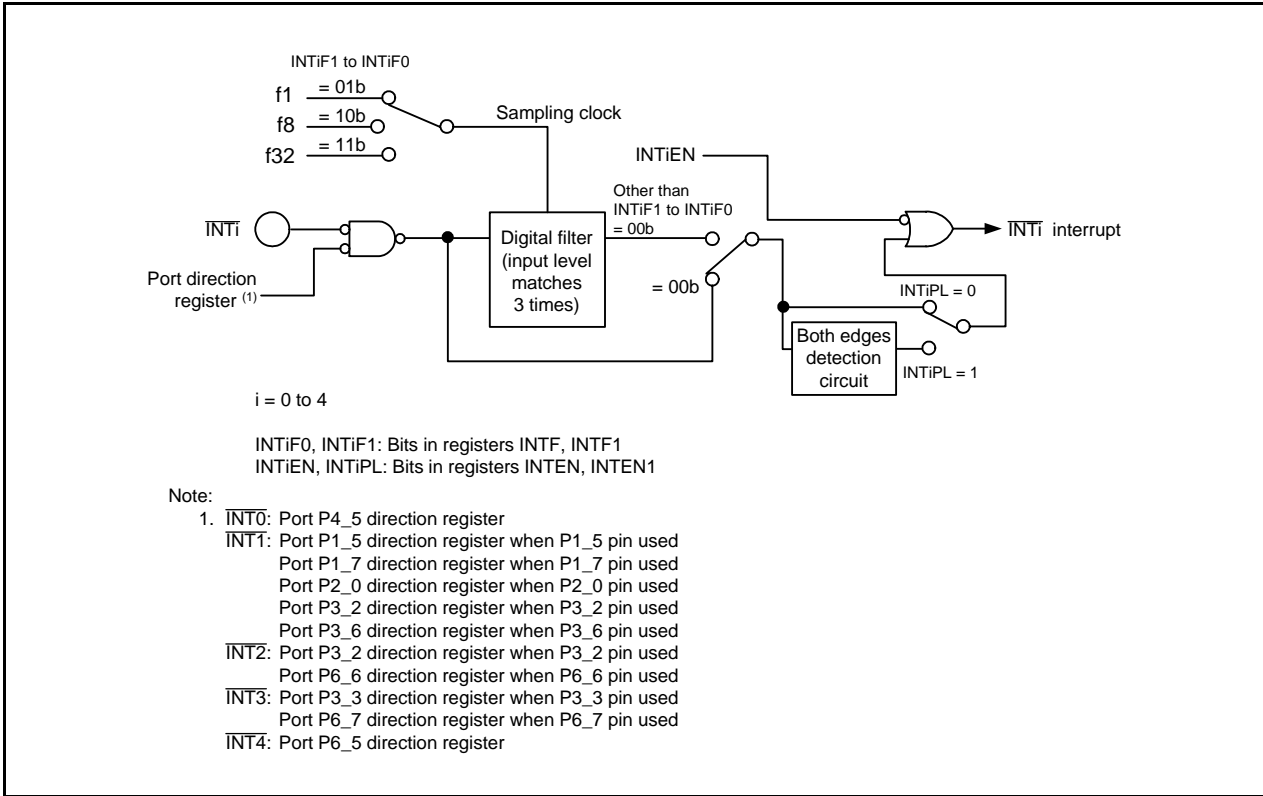 INTiF1 to INTiF0
f1
= 01b
f8
= 10b
f32
= 11b
Sampling clock
INTiEN
Other than
INTiF1 to INTiF0
= 00b
INTi
Digital filter
(input level
matches
3 times)
INTi interrupt
Port direction
register (1)
= 00b
INTiPL = 0
Both edges
detection
circuit
INTiPL = 1
i = 0 to 4
INTiF0, INTiF1: Bits in registers INTF, INTF1
INTiEN, INTiPL: Bits in registers INTEN, INTEN1
Note:
1. INT0: Port P4_5 direction register
INT1: Port P1_5 direction register when P1_5 pin used
Port P1_7 direction register when P1_7 pin used
Port P2_0 direction register when P2_0 pin used
Port P3_2 direction register when P3_2 pin used
Port P3_6 direction register when P3_6 pin used
INT2: Port P3_2 direction register when P3_2 pin used
Port P6_6 direction register when P6_6 pin used
INT3: Port P3_3 direction register when P3_3 pin used
Port P6_7 direction register when P6_7 pin used
INT4: Port P6_5 direction register